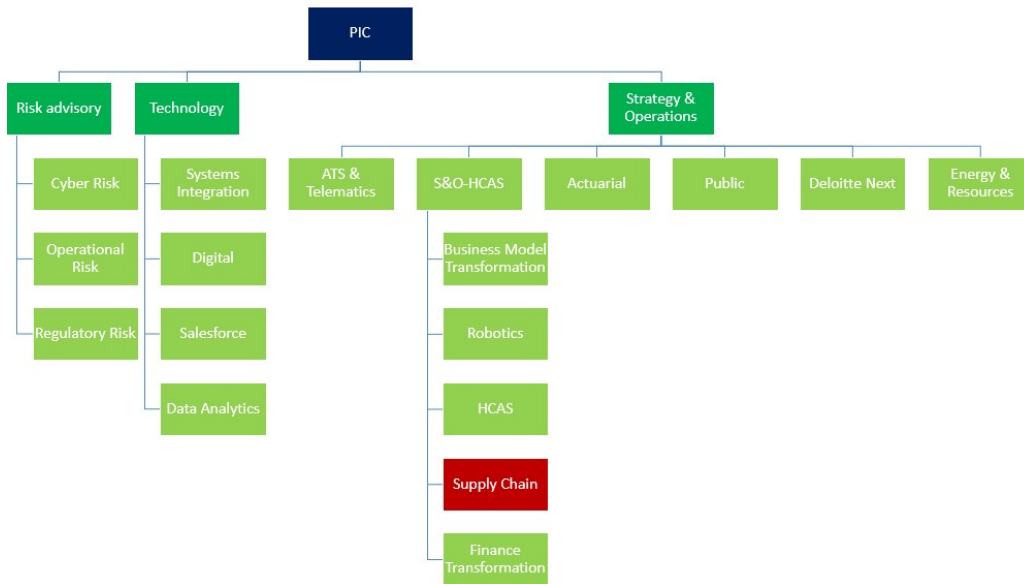 PIC
Risk advisory
Technology
Strategy &
Operations
Cyber Risk
Operational
Risk
Regulatory Risk
Systems
Integration
Digital
Salesforce
Data Analytics
ATS &
Telematics
S&O-HCAS
Actuarial
Public
Deloitte Next
Energy &
Resources
Business Model
Transformation
Robotics
HCAS
Supply Chain
Finance
Transformation